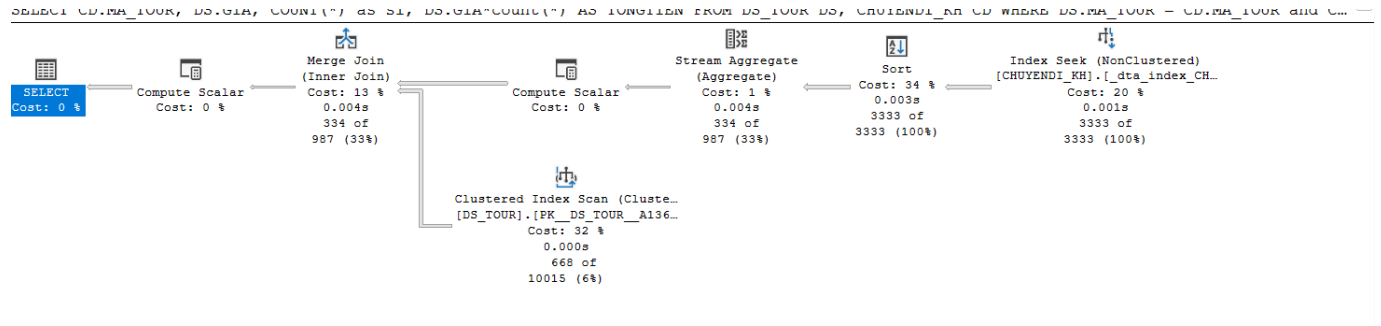 SELECT CD.MA_TOUR, DS.GIA, COUNT(*) as Sl, DS.GIA*count(*) AS TONGTIEN FROM DS_TOUR DS, CHUYENDI_KH CD WHERE DS.MA_TOUR = CD.MA_TOUR and C…
SELECT
Cost: 0 %
Compute Scalar
Cost: 0 %
Merge Join
(Inner Join)
Cost: 13 %
0.004s
334 of
987 (33%)
Compute Scalar
Cost: 0 %
Stream Aggregate
(Aggregate)
Cost: 1 %
0.004s
334 of
987 (33%)
Sort
Cost: 34 %
0.003s
3333 of
3333 (100%)
Index Seek (NonClustered)
[CHUYENDI_KH].[_dta_index_CH…
Cost: 20 %
0.001s
3333 of
3333 (100%)
Clustered Index Scan (Cluste…
[DS_TOUR].[PK__DS_TOUR__A136…
Cost: 32 %
0.000s
668 of
10015 (6%)